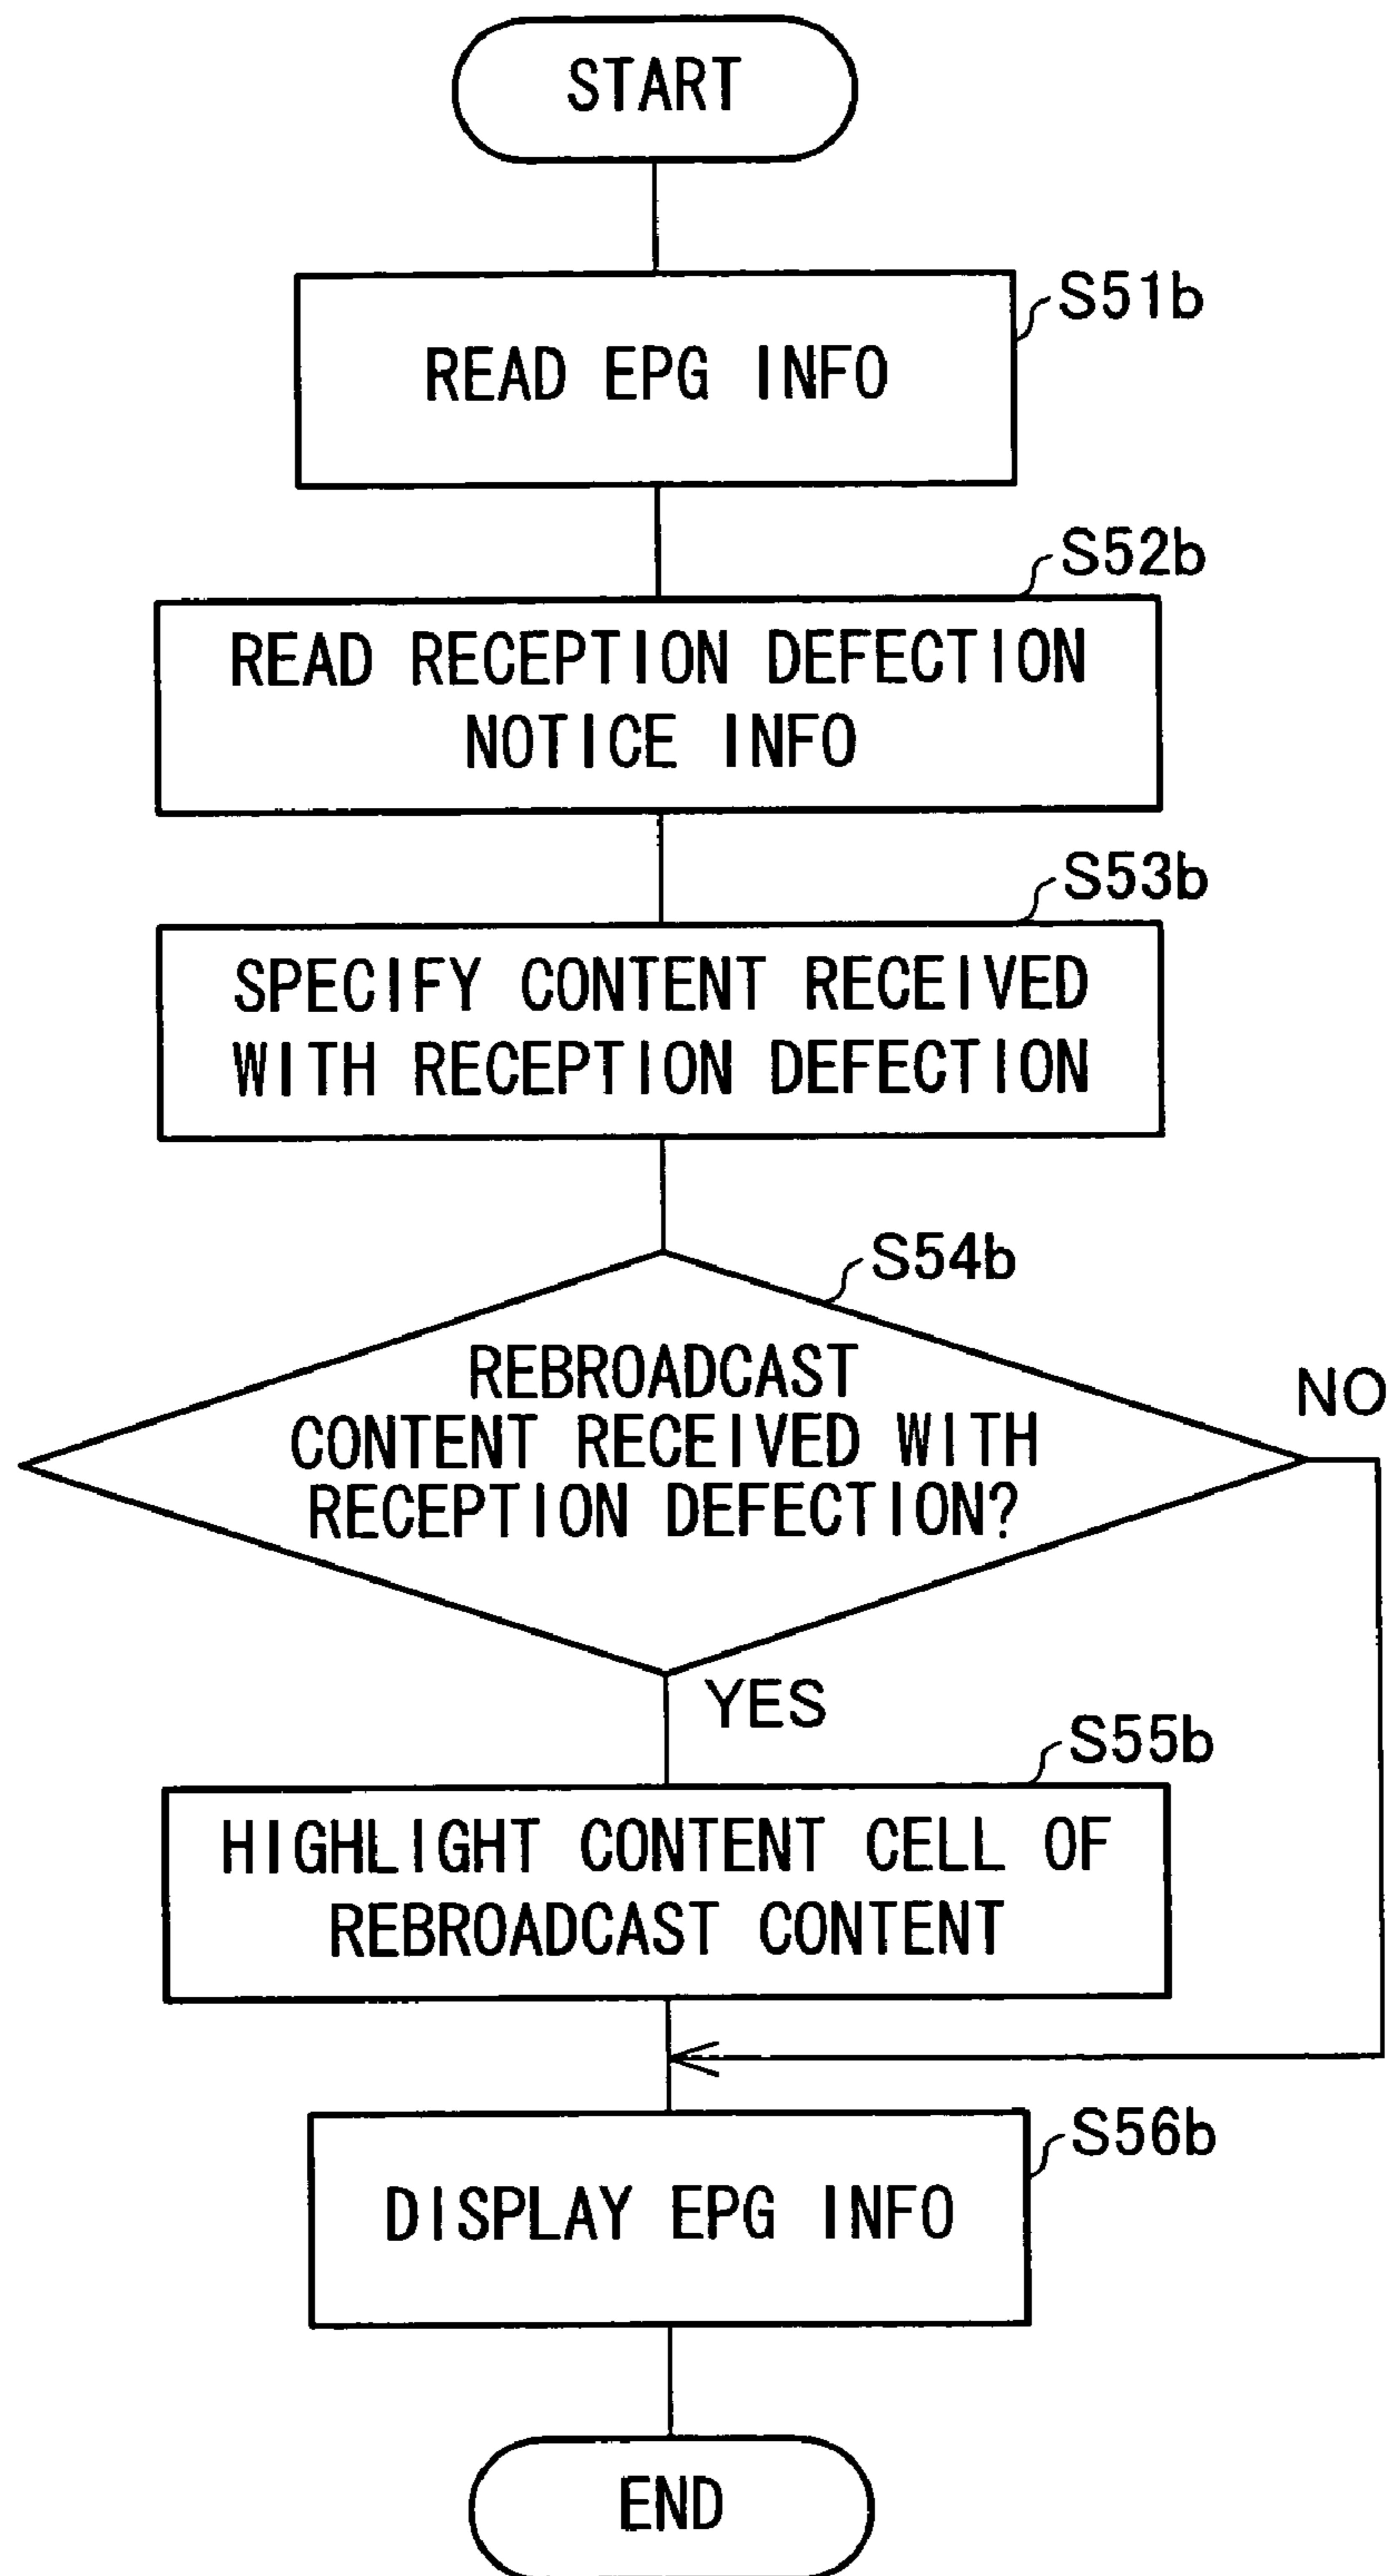 START
S51b
READ EPG INFO
S52b
READ RECEPTION DEFECTION
NOTICE INFO
S53b
SPECIFY CONTENT RECEIVED
WITH RECEPTION DEFECTION
S54b
REBROADCAST
CONTENT RECEIVED WITH
RECEPTION DEFECTION?
NO
YES
S55b
HIGHLIGHT CONTENT CELL OF
REBROADCAST CONTENT
S56b
DISPLAY EPG INFO
END